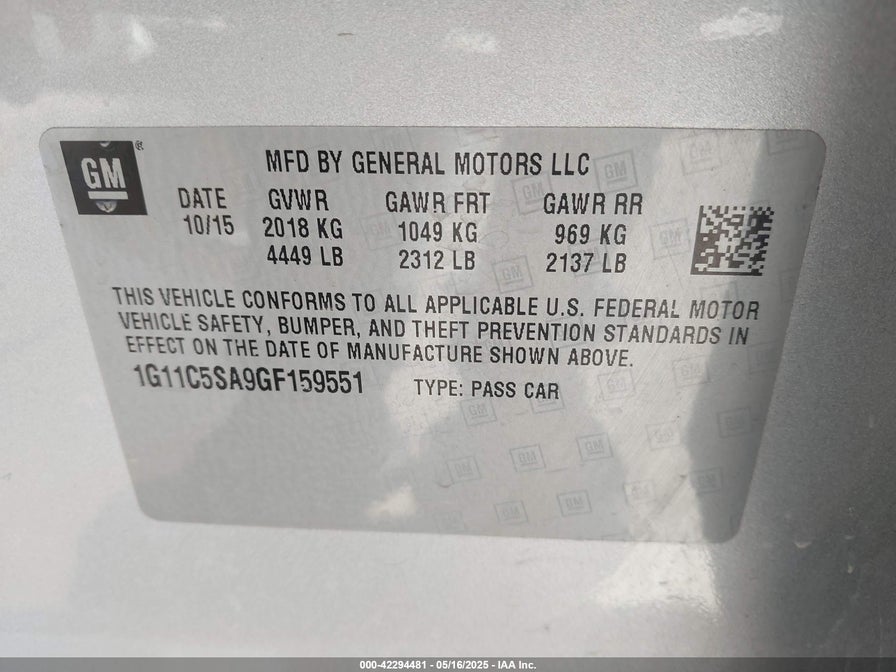 GM
MFD BY GENERAL MOTORS LLC
DATE GVWR GAWR FRT GAWR RR
10/15 2018 KG 1049 KG 969 KG
4449 LB 2312 LB 2137 LB
THIS VEHICLE CONFORMS TO ALL APPLICABLE U.S. FEDERAL MOTOR
VEHICLE SAFETY, BUMPER, AND THEFT PREVENTION STANDARDS IN
EFFECT ON THE DATE OF MANUFACTURE SHOWN ABOVE.
1G11C5SA9GF159551 TYPE: PASS CAR
000-42294481 - 05/16/2025 - IAA Inc.